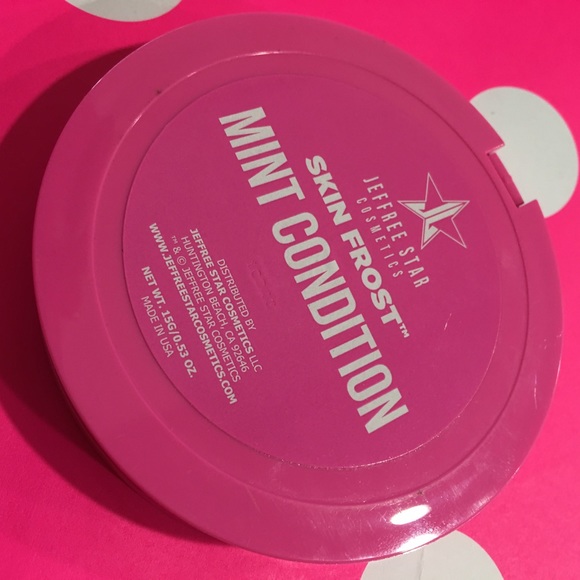 JEFFREE STAR
COSMETICS
SKIN FROST™
MINT CONDITION
DISTRIBUTED BY
JEFFREE STAR COSMETICS LLC
HUNTINGTON BEACH, CA 92646
™ & © JEFFREE STAR COSMETICS
WWW.JEFFREESTARCOSMETICS.COM
NET WT. 15G/0.53 OZ.
MADE IN USA